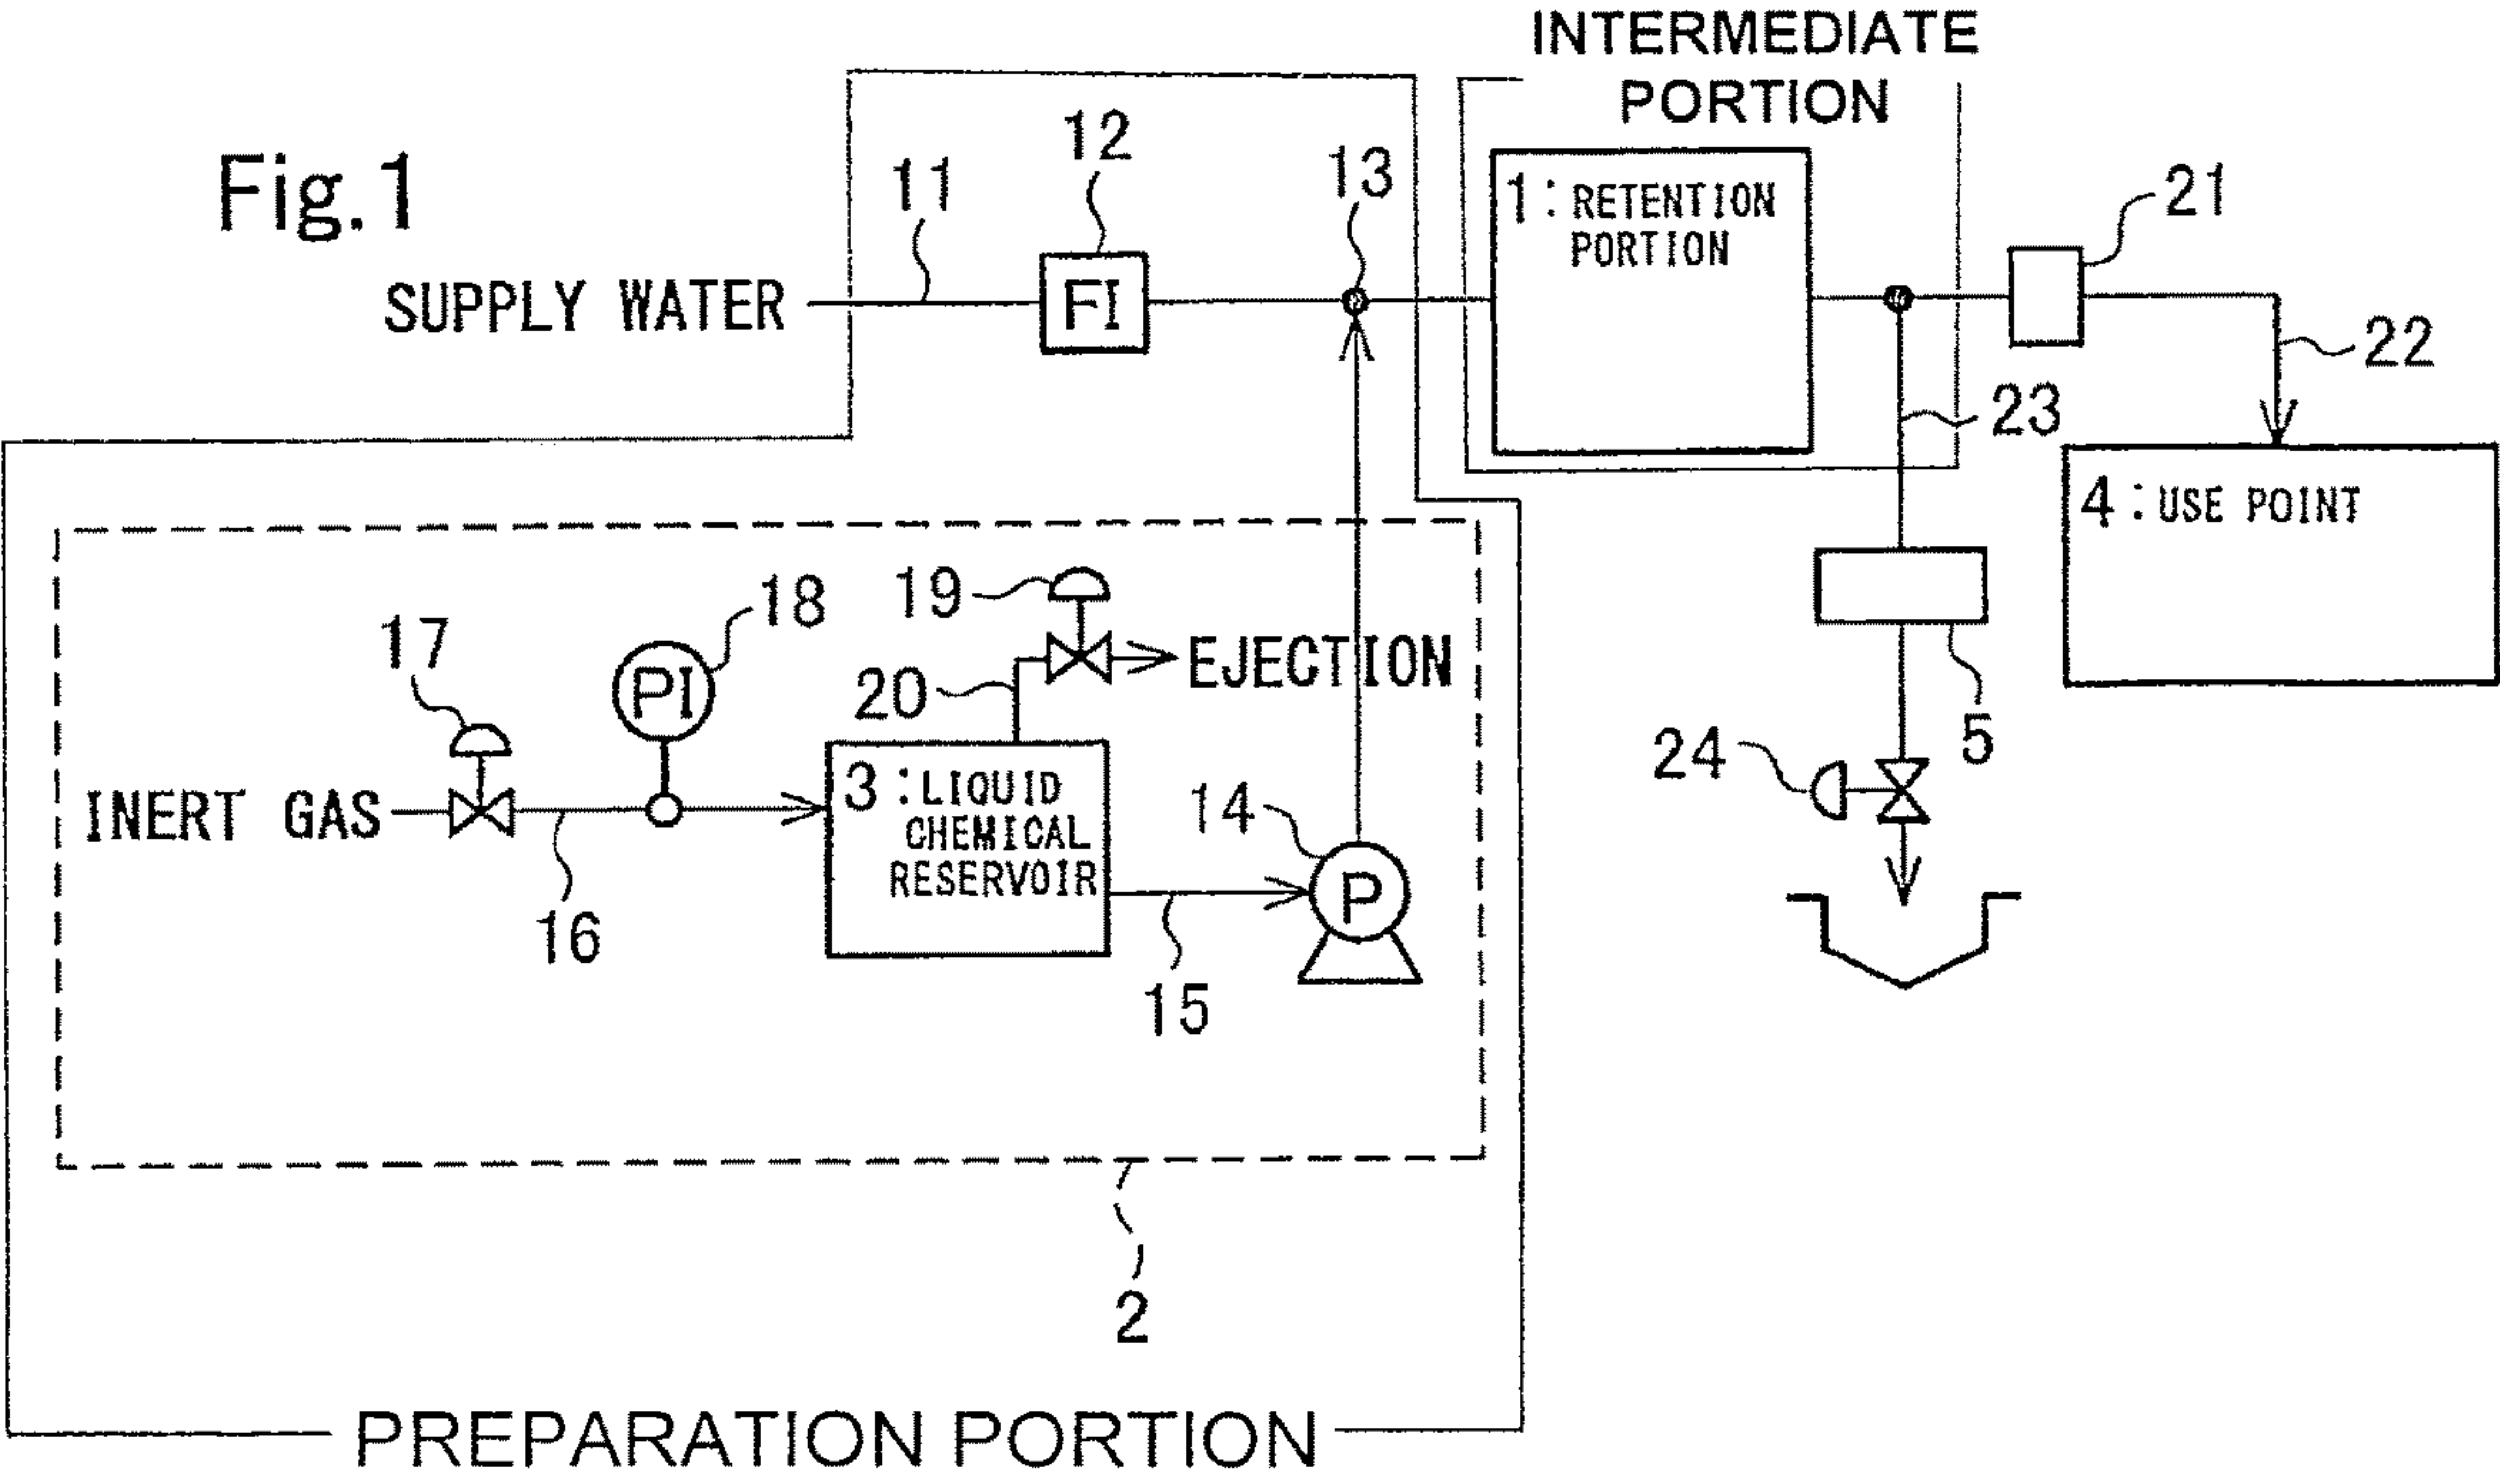 INTERMEDIATE
PORTION
Fig.1
12
11
13
1:RETENTION
PORTION
21
SUPPLY WATER
FI
22
23
4:USE POINT
19
18
17
EJECTION
20
PI
24
5
INERT GAS
3:LIQUID
CHEMICAL
RESERVOIR
14
P
16
15
2
PREPARATION PORTION